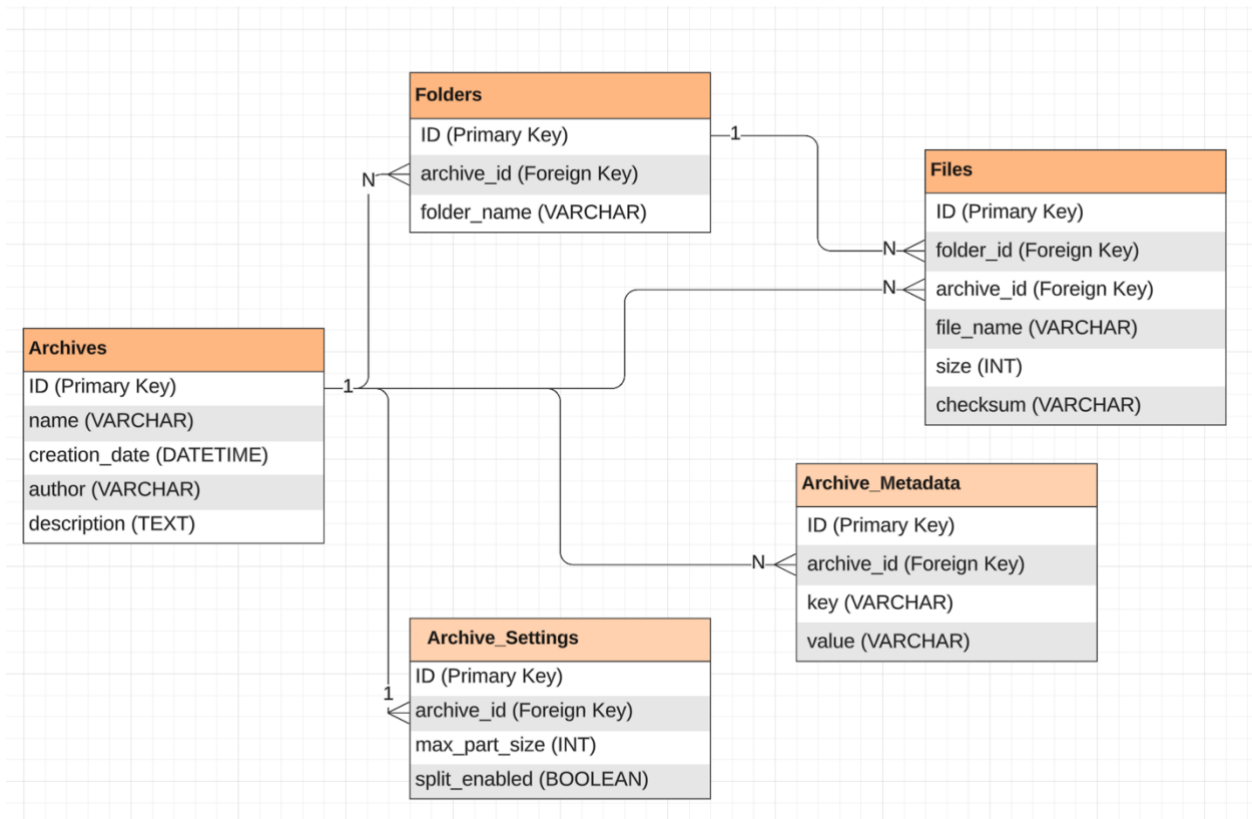 Folders
ID (Primary Key)
archive_id (Foreign Key)
folder_name (VARCHAR)
1
N
Files
ID (Primary Key)
folder_id (Foreign Key)
archive_id (Foreign Key)
file_name (VARCHAR)
size (INT)
checksum (VARCHAR)
N
N
Archives
ID (Primary Key)
name (VARCHAR)
creation_date (DATETIME)
author (VARCHAR)
description (TEXT)
1
Archive_Metadata
ID (Primary Key)
archive_id (Foreign Key)
key (VARCHAR)
value (VARCHAR)
N
Archive_Settings
ID (Primary Key)
archive_id (Foreign Key)
max_part_size (INT)
split_enabled (BOOLEAN)
1